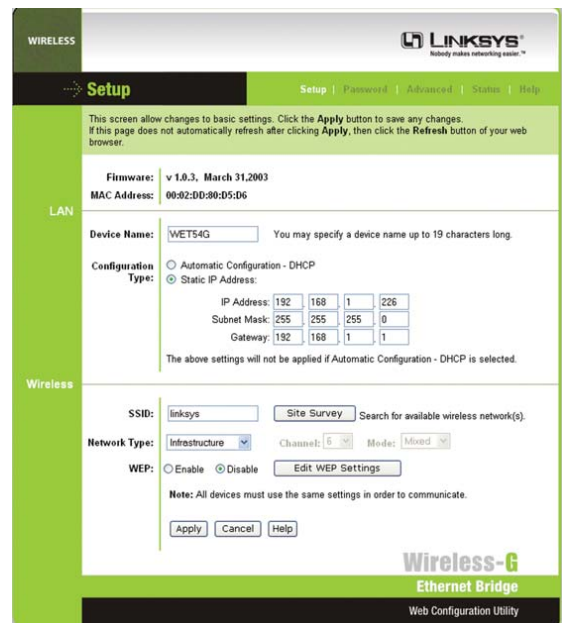 WIRELESS
LINKSYS®
Nobody makes networking easier.™
Setup
Setup | Password | Advanced | Status | Help
This screen allow changes to basic settings. Click the Apply button to save any changes.
If this page does not automatically refresh after clicking Apply, then click the Refresh button of your web
browser.
Firmware: v 1.0.3, March 31,2003
MAC Address: 00:02:DD:80:D5:D6
LAN
Device Name: WET54G You may specify a device name up to 19 characters long.
Configuration Type: Automatic Configuration - DHCP
Static IP Address:
IP Address: 192 . 168 . 1 . 226
Subnet Mask: 255 . 255 . 255 . 0
Gateway: 192 . 168 . 1 . 1
The above settings will not be applied if Automatic Configuration - DHCP is selected.
Wireless
SSID: linksys Site Survey Search for available wireless network(s).
Network Type: Infrastructure Channel: 6 Mode: Mixed
WEP: Enable Disable Edit WEP Settings
Note: All devices must use the same settings in order to communicate.
Apply Cancel Help
Wireless-G
Ethernet Bridge
Web Configuration Utility